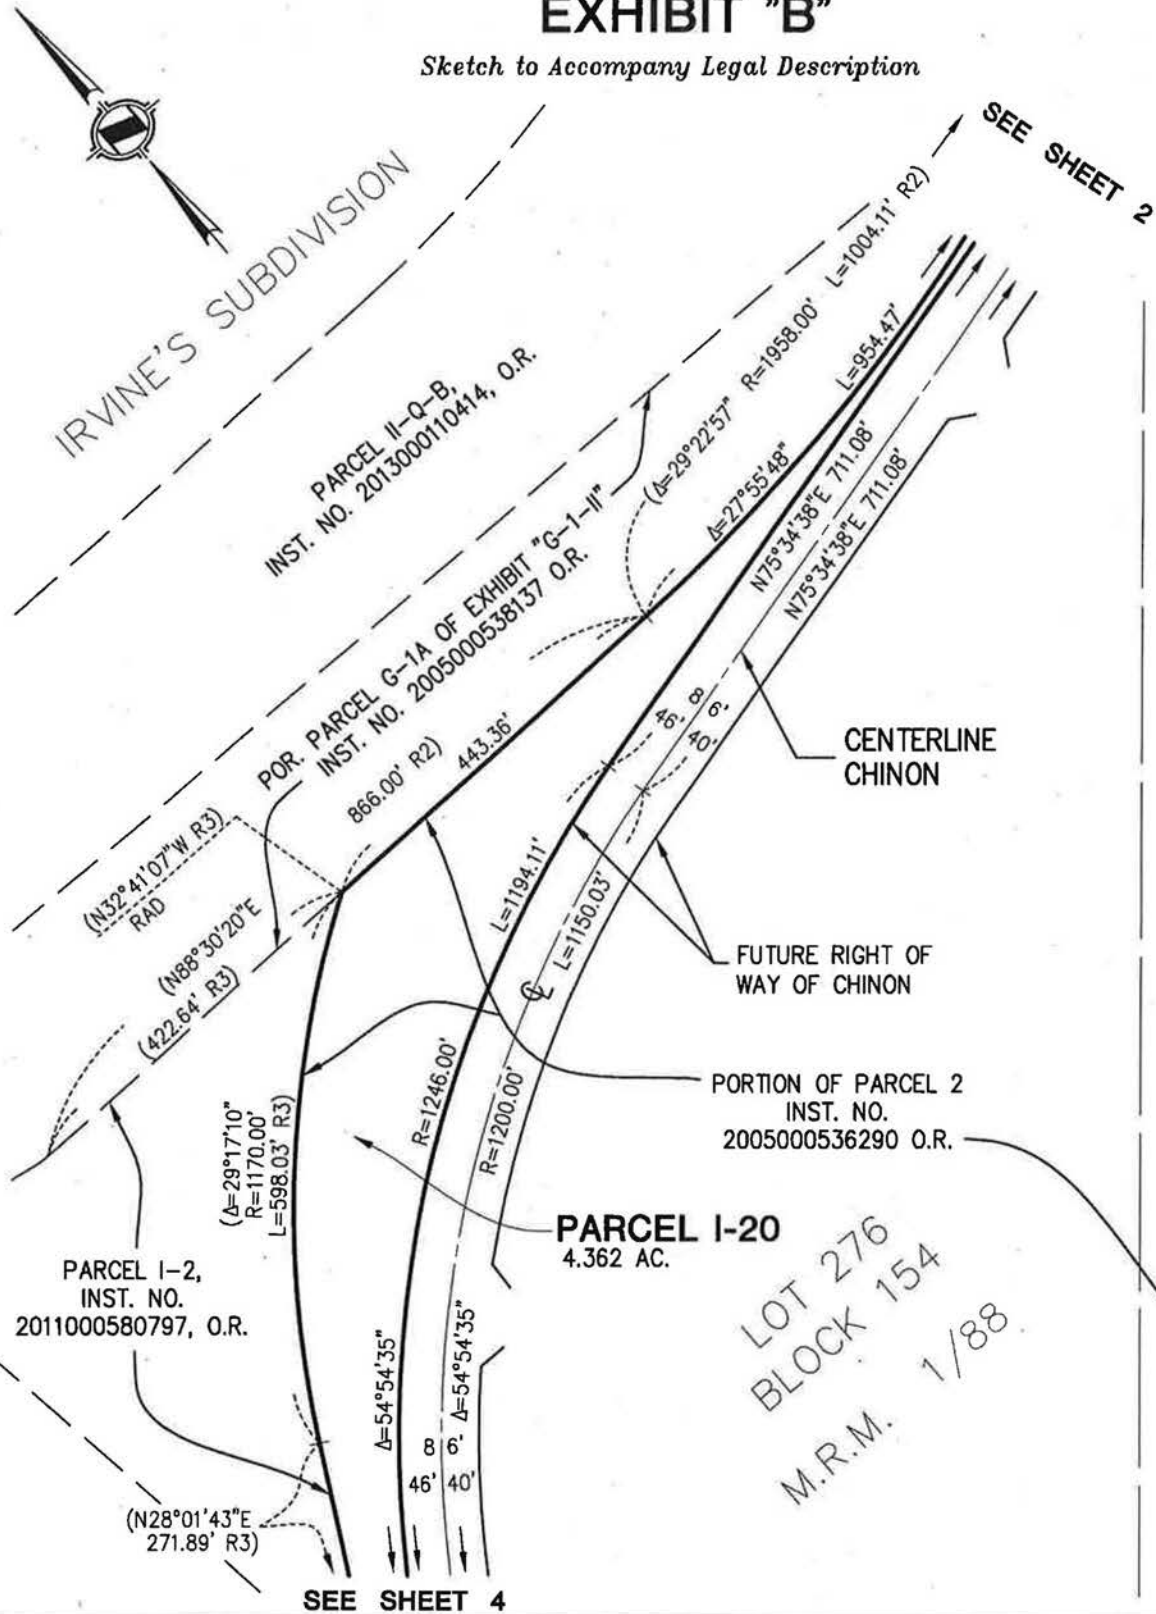 EXHIBIT "B"
Sketch to Accompany Legal Description
SEE SHEET 2
IRVINE'S SUBDIVISION
PARCEL II-Q-B,
INST. NO. 2013000110414, O.R.
POR. PARCEL G-1A OF EXHIBIT "G-1-II"
INST. NO. 2005000538137 O.R.
(Δ=29°22'57" R=1958.00' L=1004.11' R2)
L=954.47'
Δ=27°55'48"
N75°34'38"E 711.08'
N75°34'38"E 711.08'
866.00' R2)
443.36'
8
6'
46'
40'
CENTERLINE
CHINON
(N32°41'07"W R3)
RAD
(N88°30'20"E
(422.64' R3)
L=1194.11'
L=1150.03'
℄
FUTURE RIGHT OF
WAY OF CHINON
R=1246.00'
R=1200.00'
PORTION OF PARCEL 2
INST. NO.
2005000536290 O.R.
(Δ=29°17'10"
R=1170.00'
L=598.03' R3)
PARCEL I-20
4.362 AC.
PARCEL I-2,
INST. NO.
2011000580797, O.R.
LOT 276
BLOCK 154
M.R.M. 1/88
Δ=54°54'35"
Δ=54°54'35"
8 6'
46' 40'
(N28°01'43"E
271.89' R3)
SEE SHEET 4